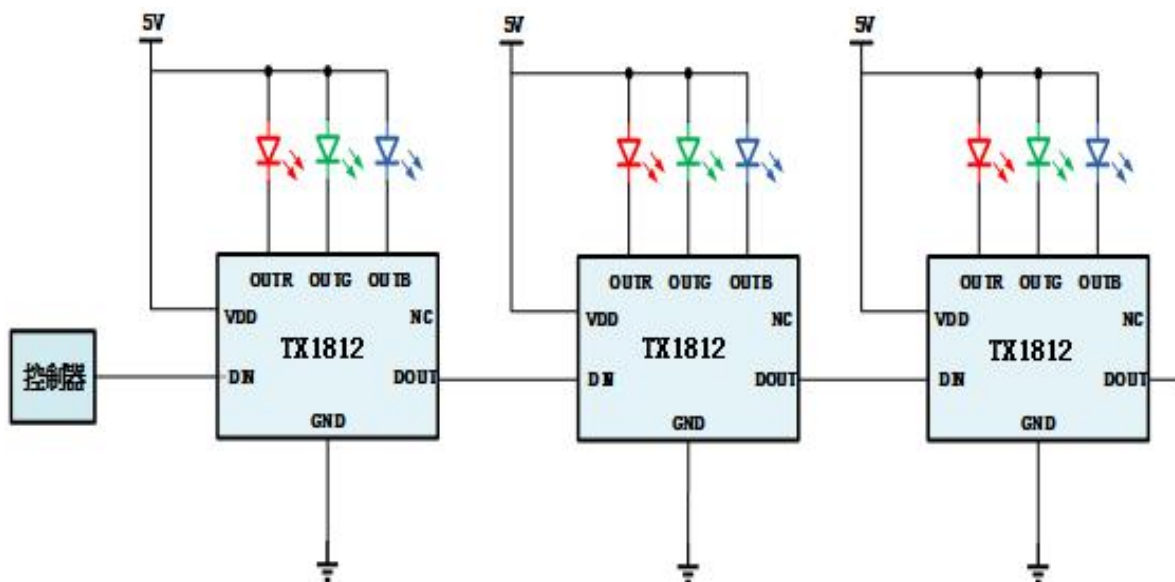 5V 5V 5V
OUTR OUTG OUTB OUTR OUTG OUTB OUTR OUTG OUTB
VDD NC VDD NC VDD NC
TX1812 TX1812 TX1812
控制器 DIN DOUT DIN DOUT DIN DOUT
GND GND GND